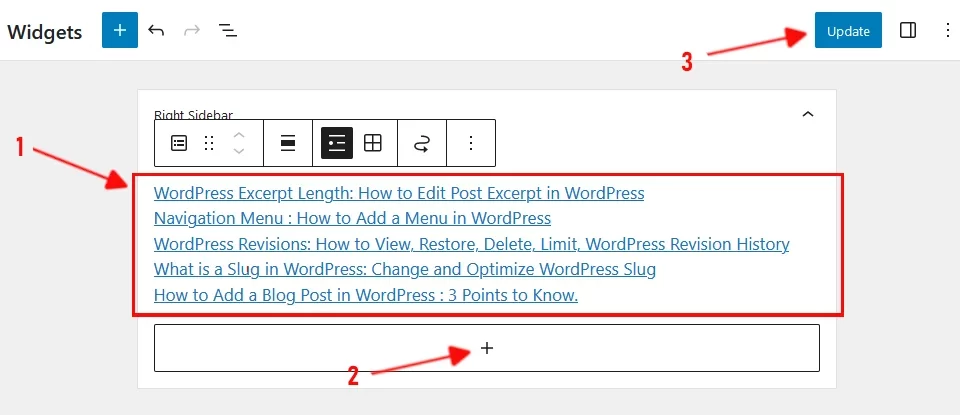 Widgets
Update
3
Right Sidebar
1
WordPress Excerpt Length: How to Edit Post Excerpt in WordPress
Navigation Menu : How to Add a Menu in WordPress
WordPress Revisions: How to View, Restore, Delete, Limit, WordPress Revision History
What is a Slug in WordPress: Change and Optimize WordPress Slug
How to Add a Blog Post in WordPress : 3 Points to Know.
2